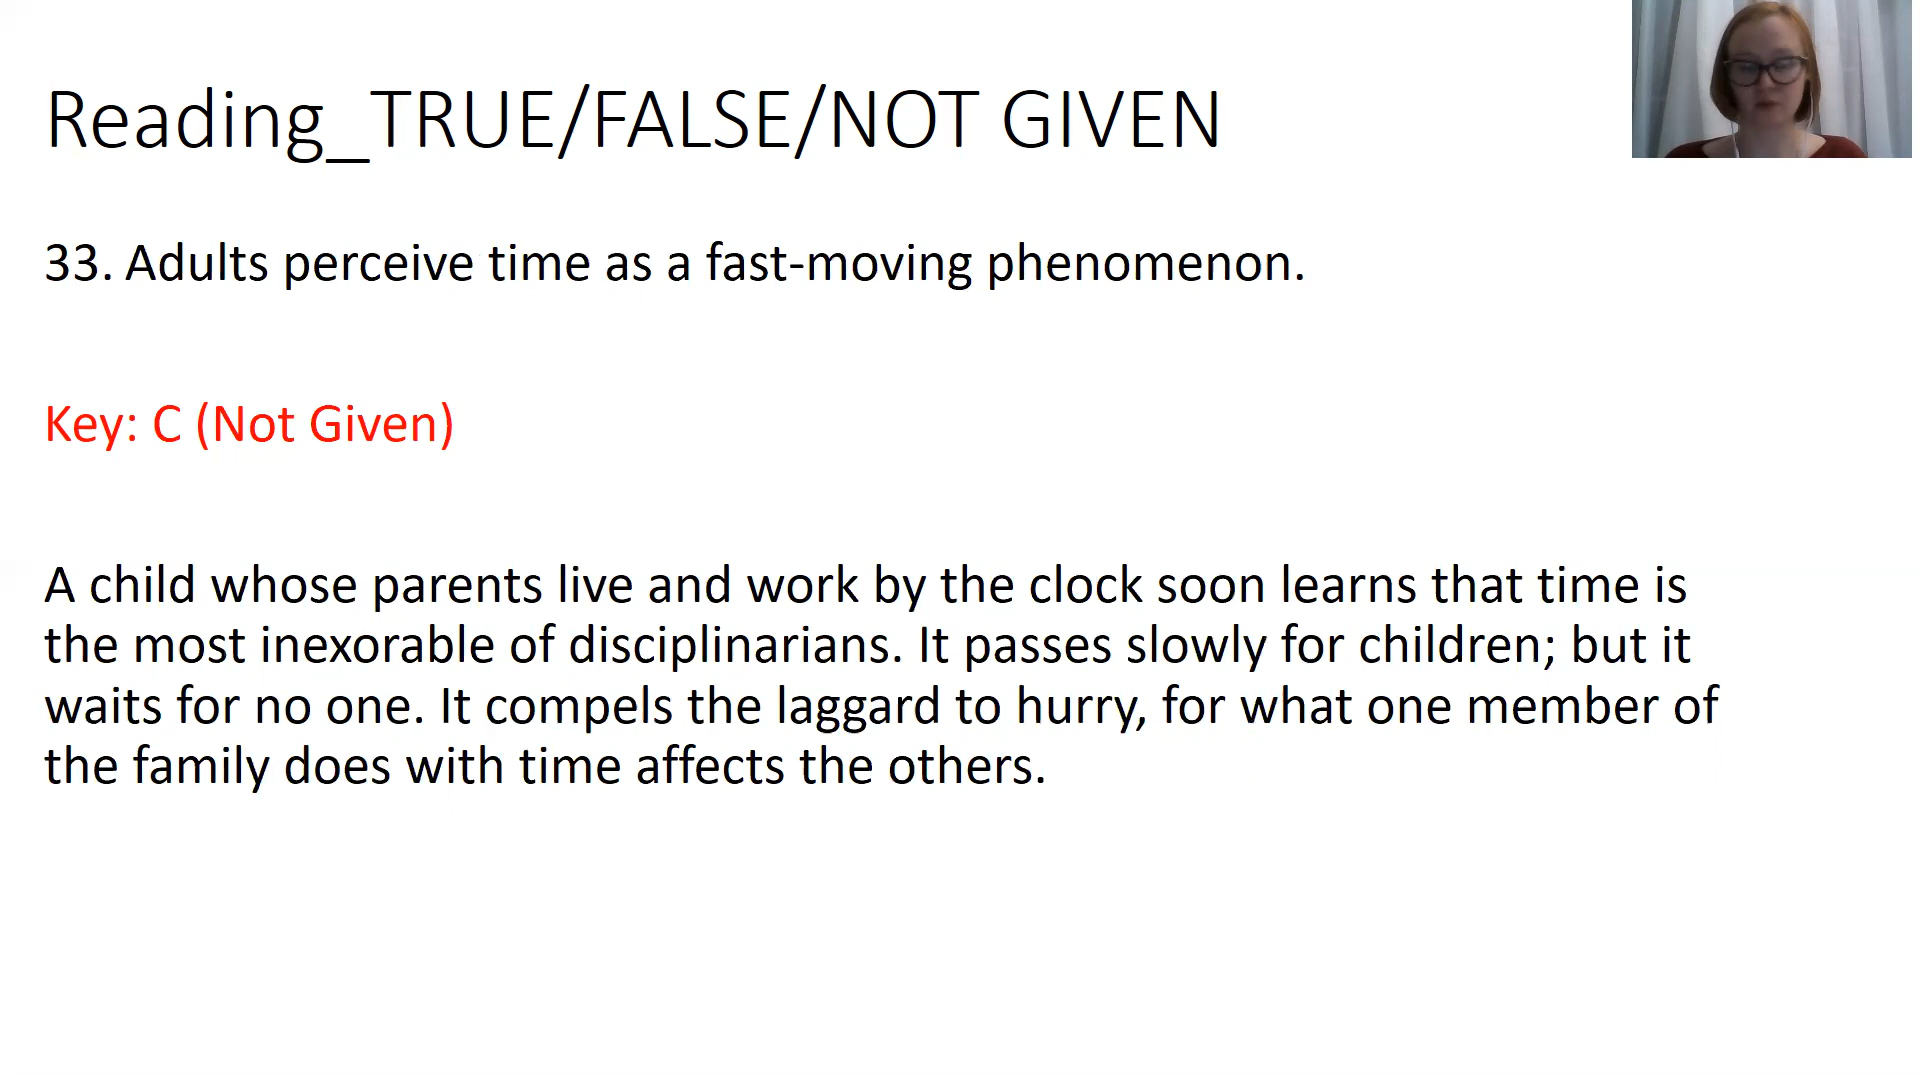 Reading_TRUE/FALSE/NOT GIVEN
33. Adults perceive time as a fast-moving phenomenon.
Key: C (Not Given)
A child whose parents live and work by the clock soon learns that time is
the most inexorable of disciplinarians. It passes slowly for children; but it
waits for no one. It compels the laggard to hurry, for what one member of
the family does with time affects the others.